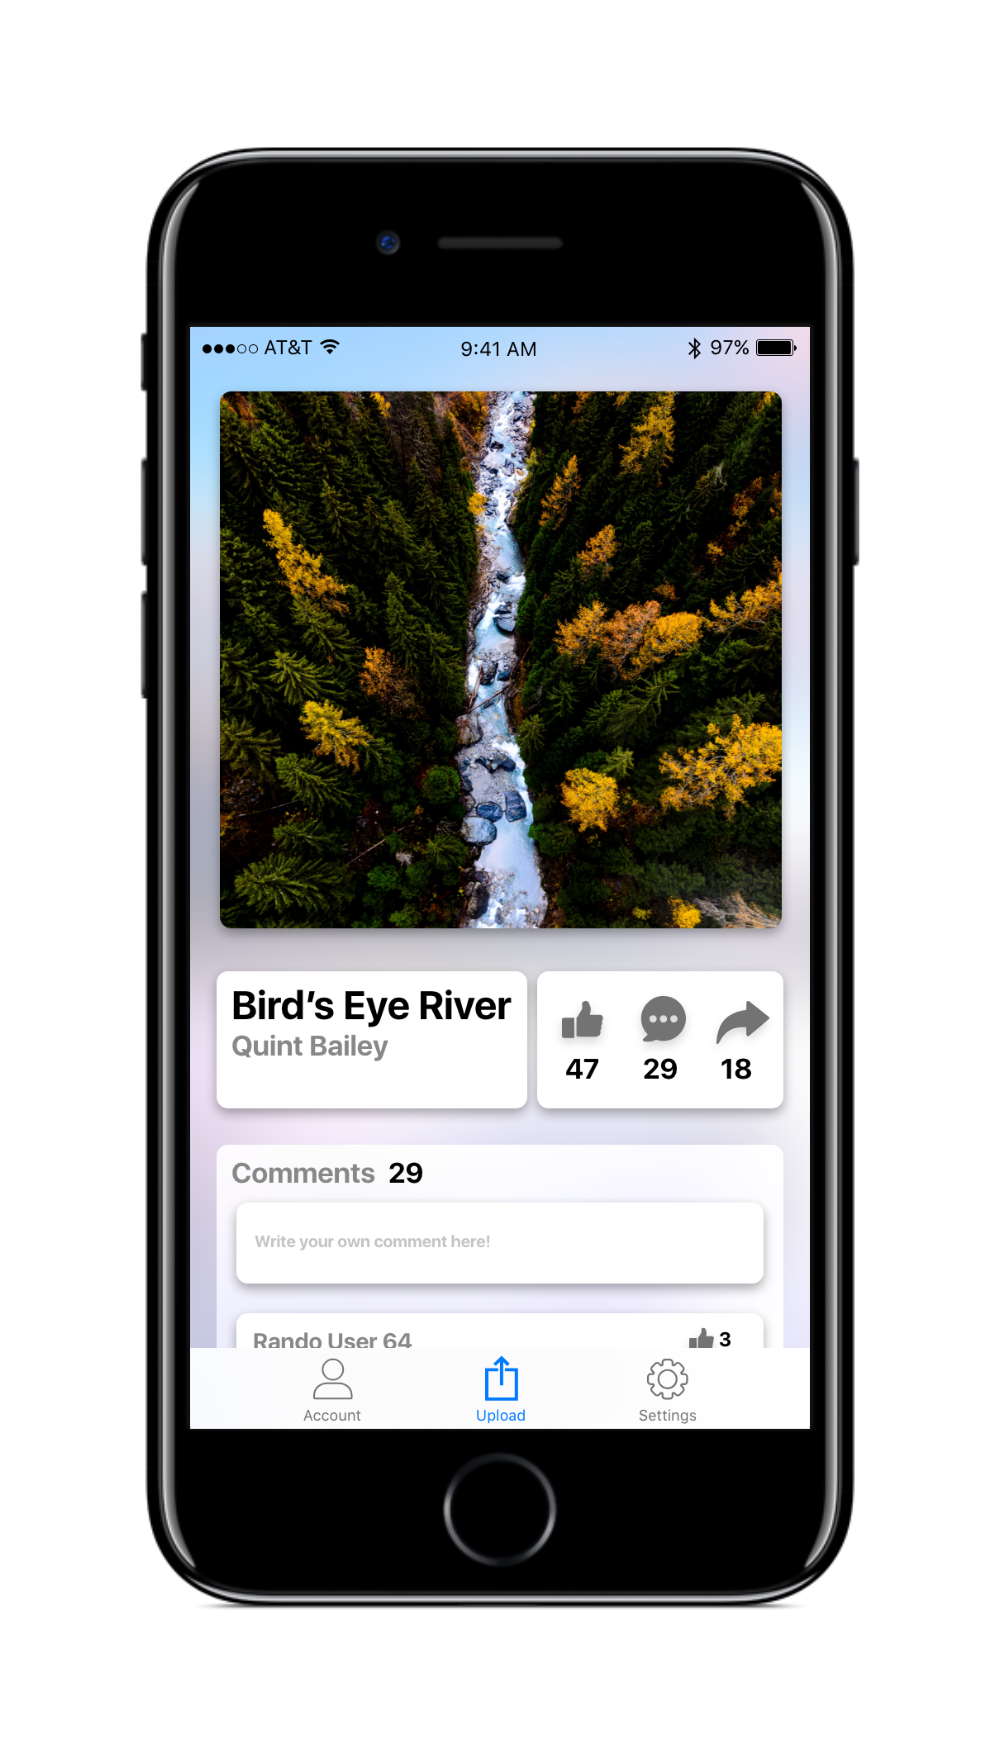 AT&T 9:41 AM 97%
Bird’s Eye River
Quint Bailey
47 29 18
Comments 29
Write your own comment here!
Rando User 64 3
Account Upload Settings